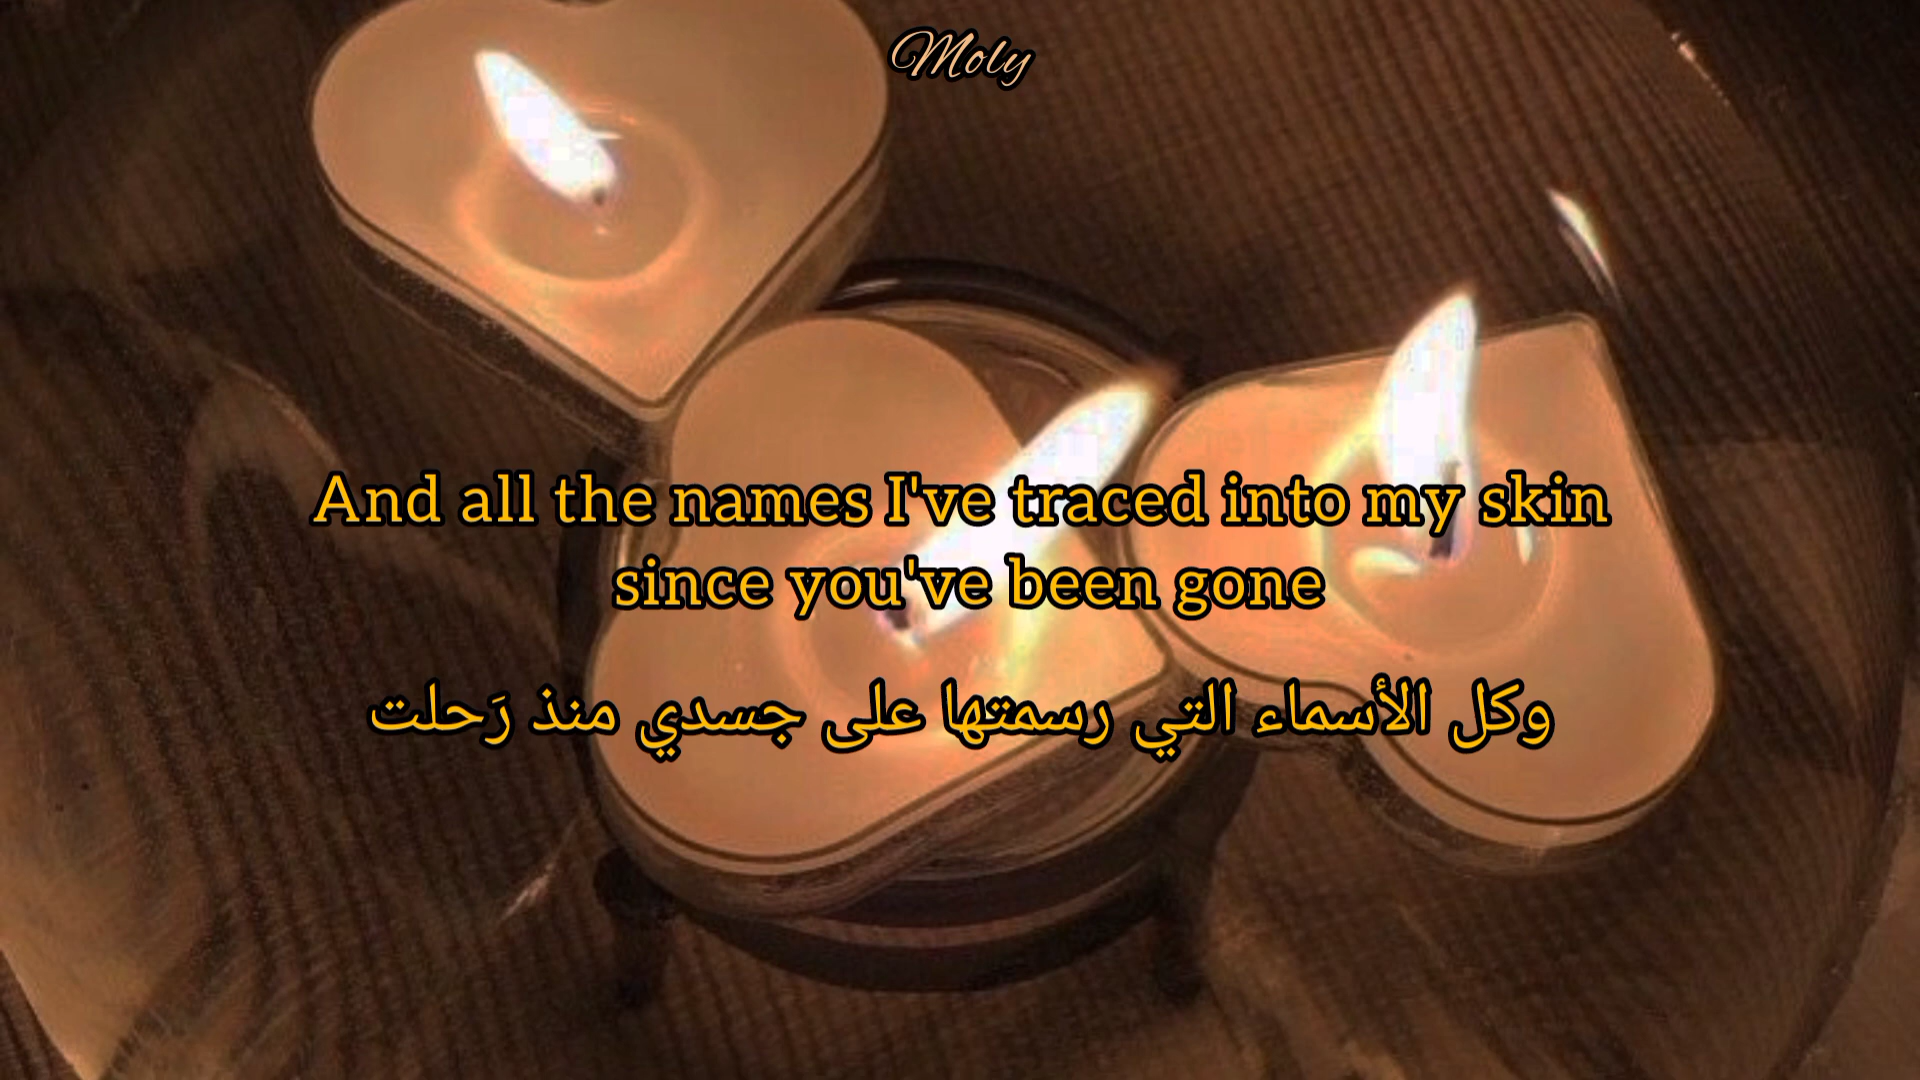 Moly
And all the names I've traced into my skin
since you've been gone
وكل الأسماء التي رسمتها على جسدي منذ رَحلت